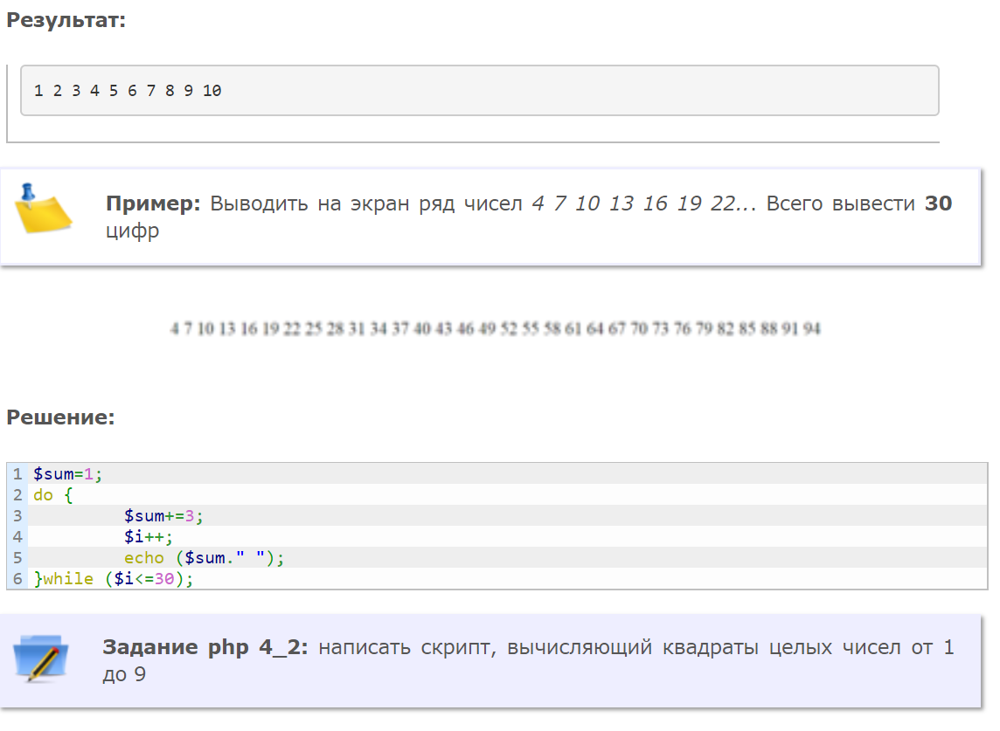 Результат:
1 2 3 4 5 6 7 8 9 10
Пример: Выводить на экран ряд чисел 4 7 10 13 16 19 22... Всего вывести 30
цифр
4 7 10 13 16 19 22 25 28 31 34 37 40 43 46 49 52 55 58 61 64 67 70 73 76 79 82 85 88 91 94
Решение:
1 $sum=1;
2 do {
3 $sum+=3;
4 $i++;
5 echo ($sum." ");
6 }while ($i<=30);
Задание php 4_2: написать скрипт, вычисляющий квадраты целых чисел от 1
до 9